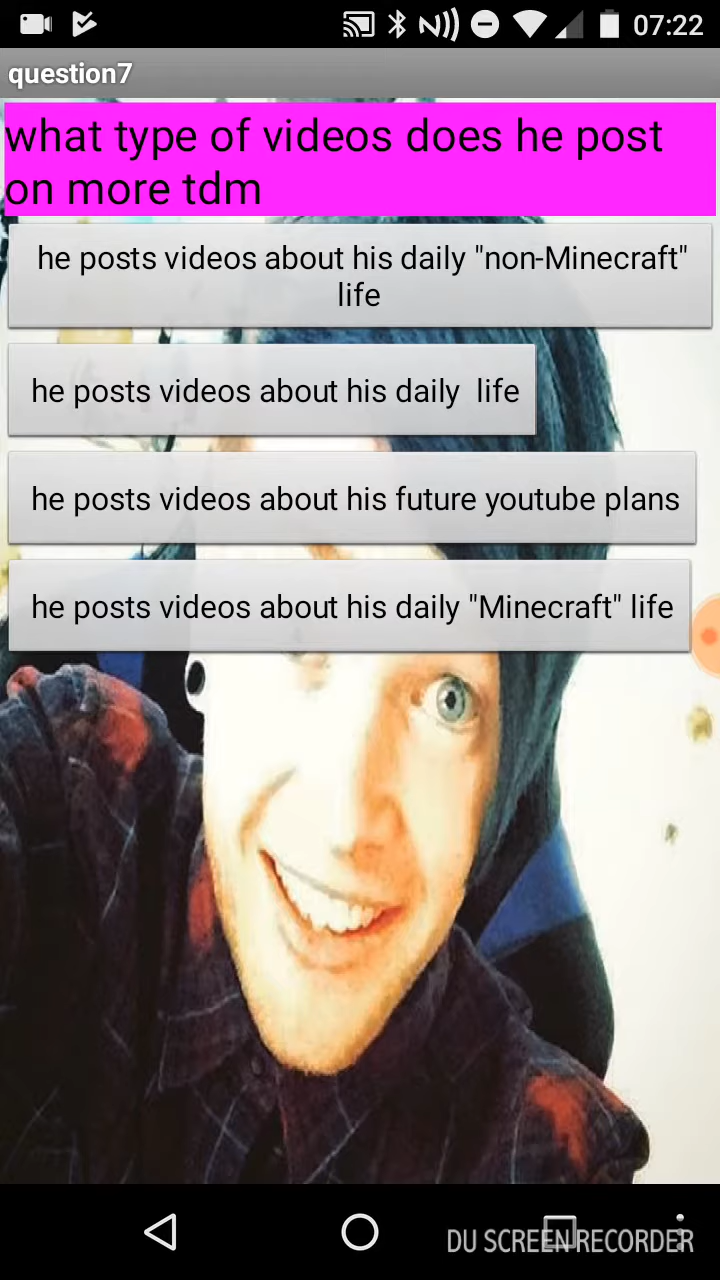 07:22
question7
what type of videos does he post
on more tdm
he posts videos about his daily "non-Minecraft"
life
he posts videos about his daily  life
he posts videos about his future youtube plans
he posts videos about his daily "Minecraft" life
DU SCREEN RECORDER